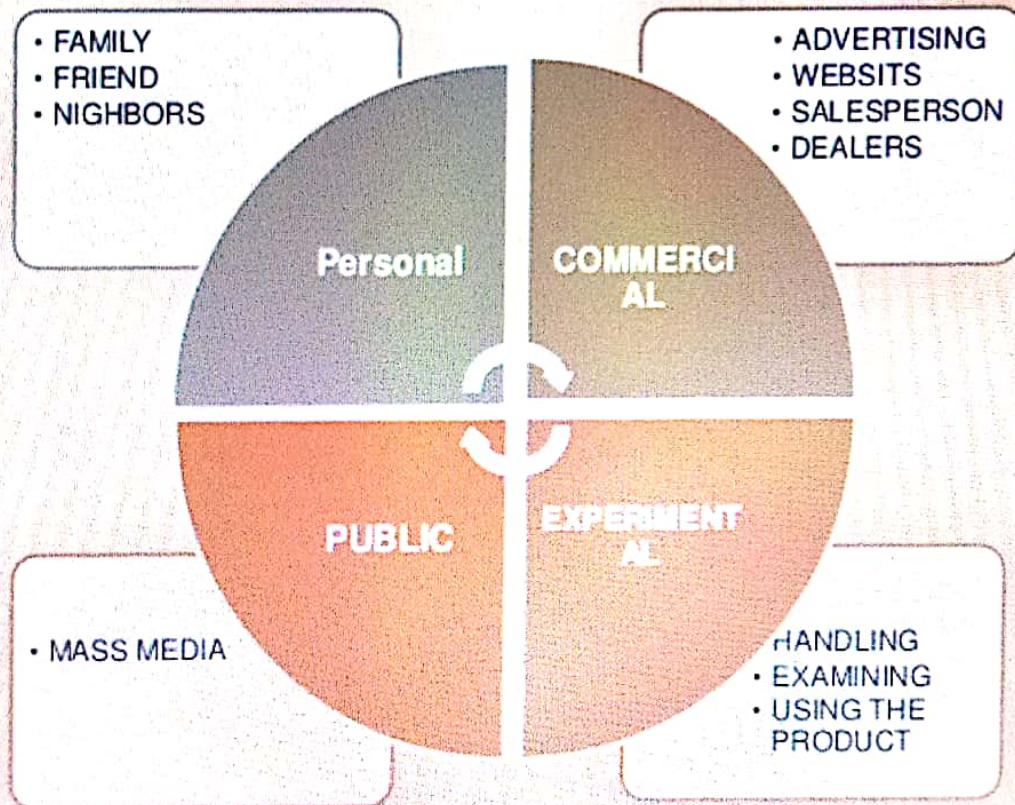 • FAMILY
• FRIEND
• NIGHBORS
• ADVERTISING
• WEBSITS
• SALESPERSON
• DEALERS
Personal
COMMERCI
AL
PUBLIC
EXPERIMENT
AL
• MASS MEDIA
HANDLING
• EXAMINING
• USING THE
PRODUCT